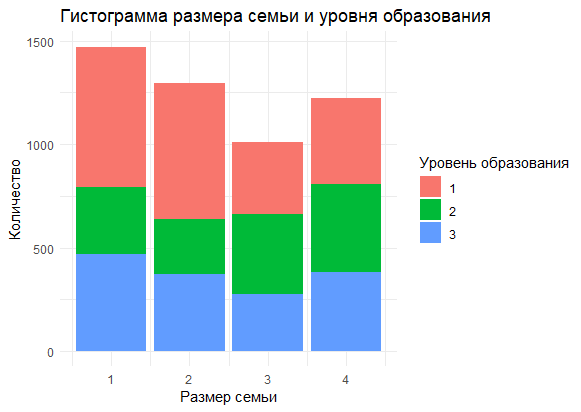 Гистограмма размера семьи и уровня образования
Количество
1500
1000
500
0
1 2 3 4
Размер семьи
Уровень образования
1
2
3